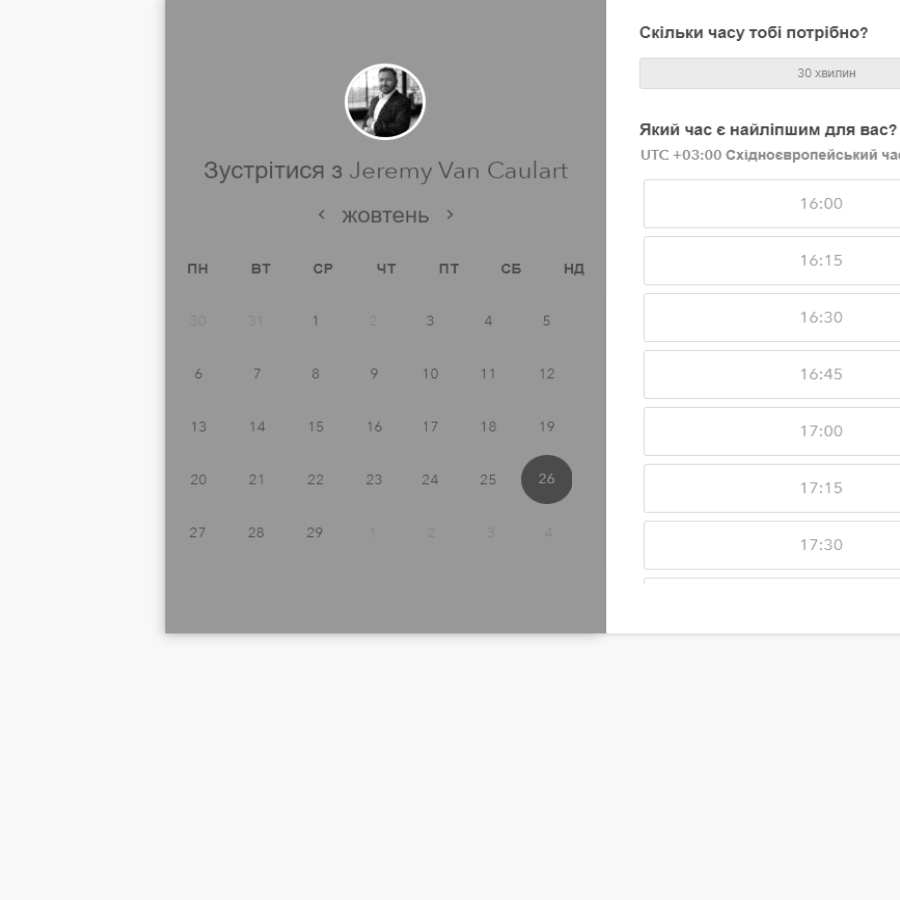 Зустрітися з Jeremy Van Caulart
‹ жовтень ›
ПН ВТ СР ЧТ ПТ СБ НД
30 31 1 2 3 4 5
6 7 8 9 10 11 12
13 14 15 16 17 18 19
20 21 22 23 24 25 26
27 28 29 1 2 3 4
Скільки часу тобі потрібно?
30 хвилин
Який час є найліпшим для вас?
UTC +03:00 Східноєвропейський
16:00
16:15
16:30
16:45
17:00
17:15
17:30